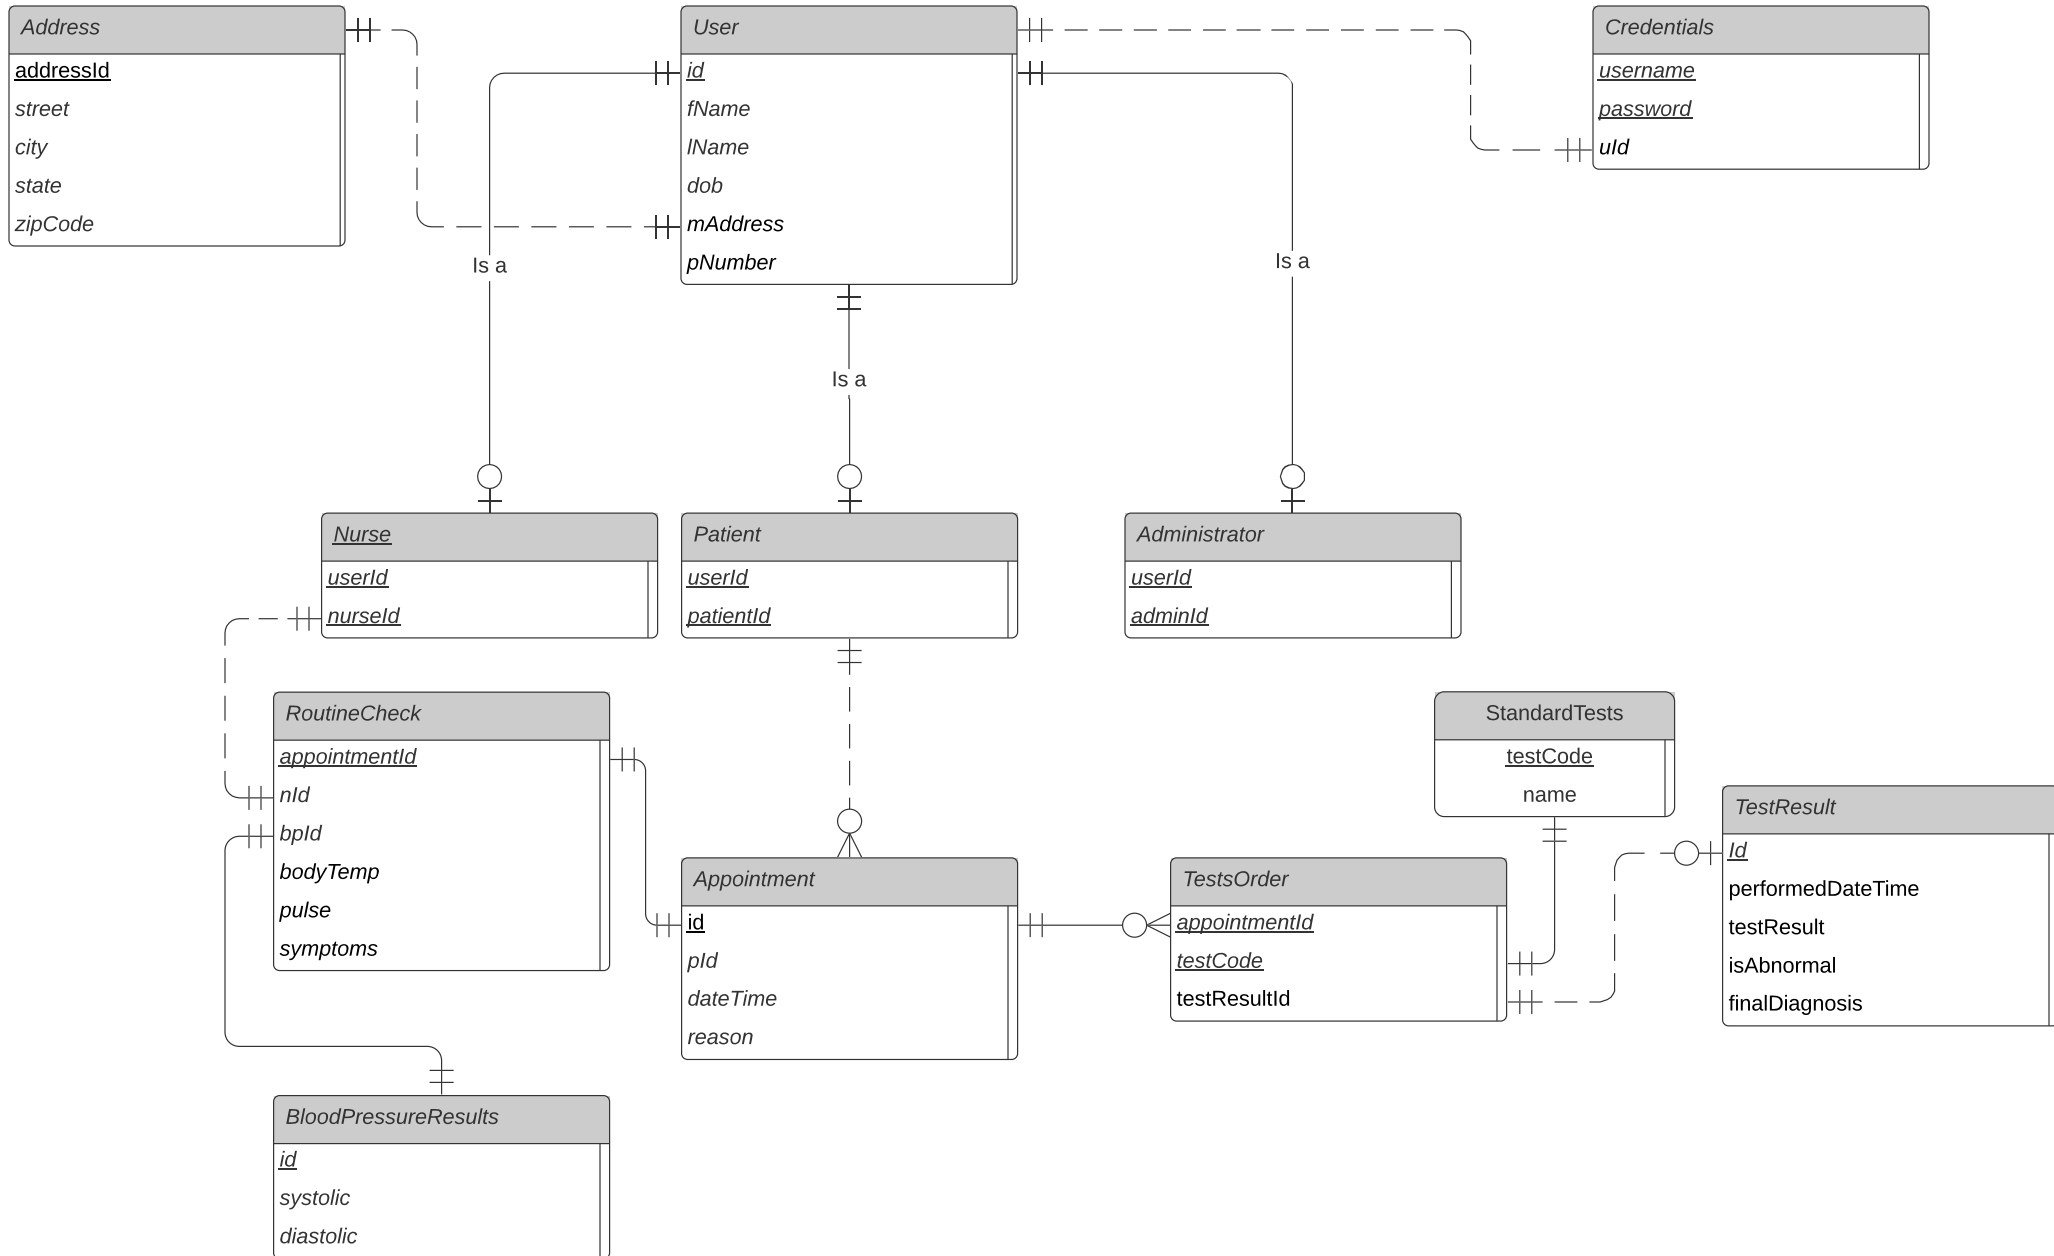 Address
addressId
street
city
state
zipCode
User
id
fName
lName
dob
mAddress
pNumber
Credentials
username
password
uId
Is a
Is a
Is a
Nurse
userId
nurseId
Patient
userId
patientId
Administrator
userId
adminId
RoutineCheck
appointmentId
nId
bpId
bodyTemp
pulse
symptoms
Appointment
id
pId
dateTime
reason
TestsOrder
appointmentId
testCode
testResultId
StandardTests
testCode
name
TestResult
Id
performedDateTime
testResult
isAbnormal
finalDiagnosis
BloodPressureResults
id
systolic
diastolic